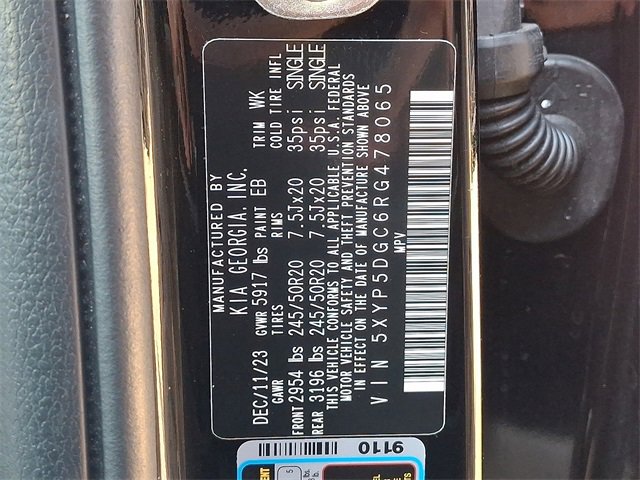 MANUFACTURED BY
KIA GEORGIA, INC.
DEC/11/23 GVWR 5917 lbs PAINT EB TRIM WK
GAWR TIRES RIMS COLD TIRE INFL
FRONT 2954 lbs 245/50R20 7.5Jx20 35psi SINGLE
REAR 3196 lbs 245/50R20 7.5Jx20 35psi SINGLE
THIS VEHICLE CONFORMS TO ALL APPLICABLE U.S.A. FEDERAL
MOTOR VEHICLE SAFETY AND THEFT PREVENTION STANDARDS
IN EFFECT ON THE DATE OF MANUFACTURE SHOWN ABOVE
VIN 5XYP5DGC6RG478065
MPV
9110